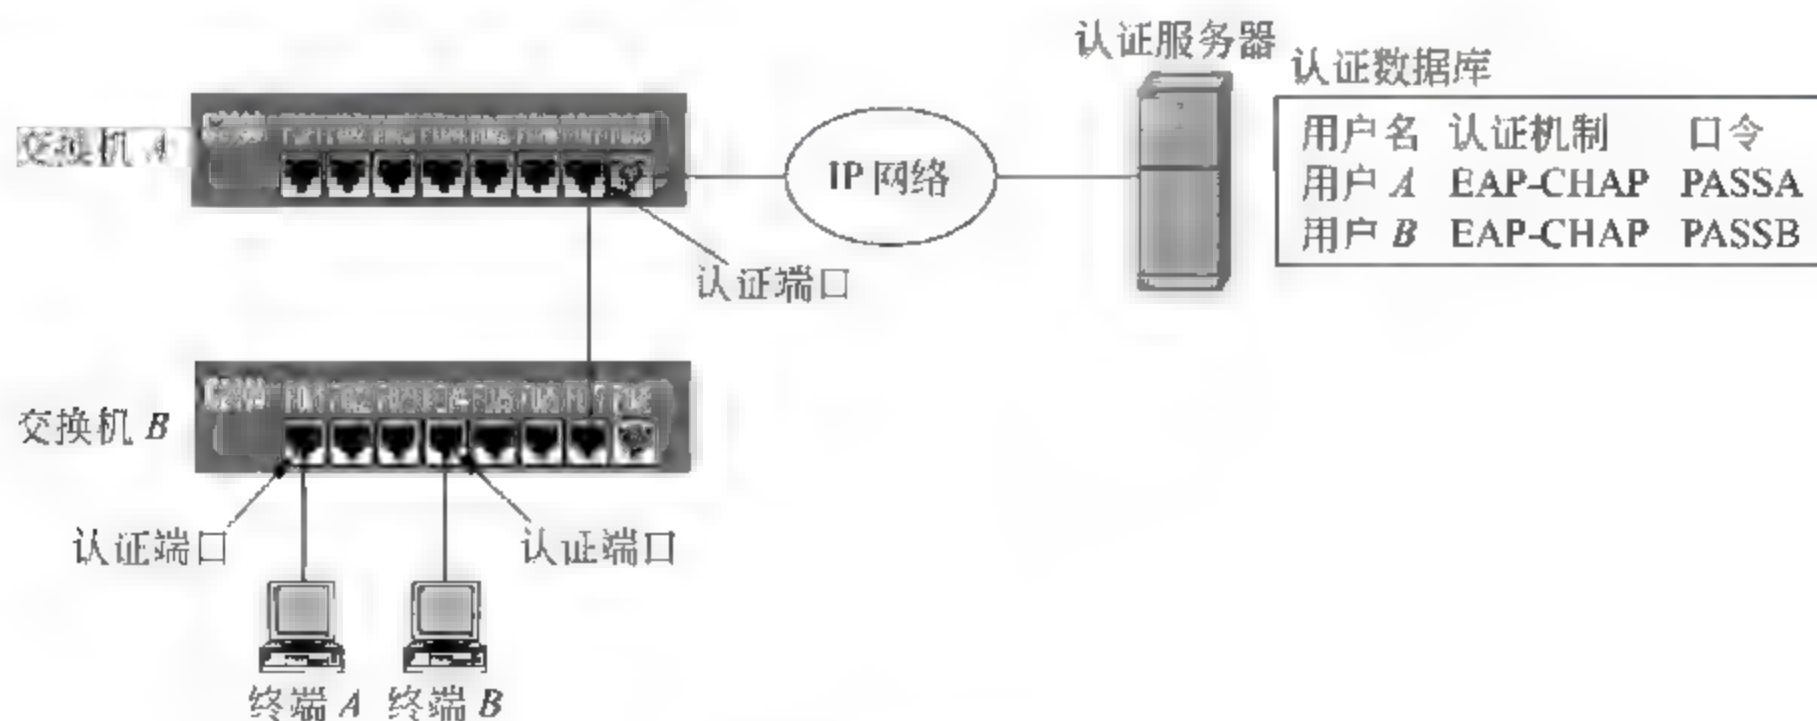 认证服务器
认证数据库
用户名 认证机制 口令
用户 A EAP-CHAP PASSA
用户 B EAP-CHAP PASSB
交换机 A
IP 网络
认证端口
交换机 B
认证端口
认证端口
终端 A
终端 B